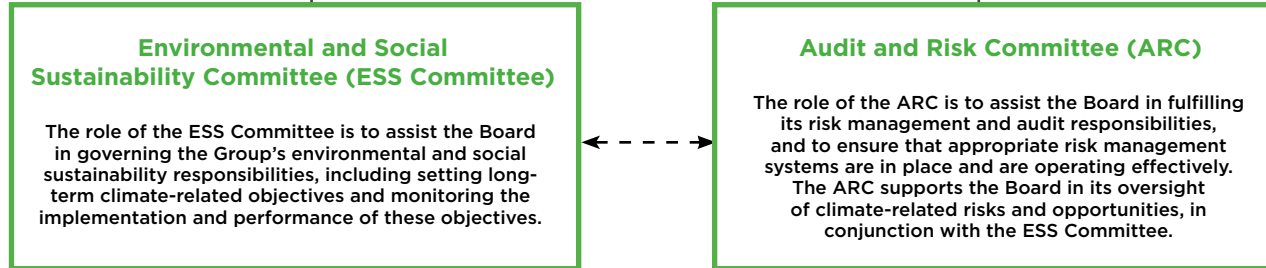 Environmental and Social
Sustainability Committee (ESS Committee)
The role of the ESS Committee is to assist the Board
in governing the Group's environmental and social
sustainability responsibilities, including setting long-
term climate-related objectives and monitoring the
implementation and performance of these objectives.
Audit and Risk Committee (ARC)
The role of the ARC is to assist the Board in fulfilling
its risk management and audit responsibilities,
and to ensure that appropriate risk management
systems are in place and are operating effectively.
The ARC supports the Board in its oversight
of climate-related risks and opportunities, in
conjunction with the ESS Committee.